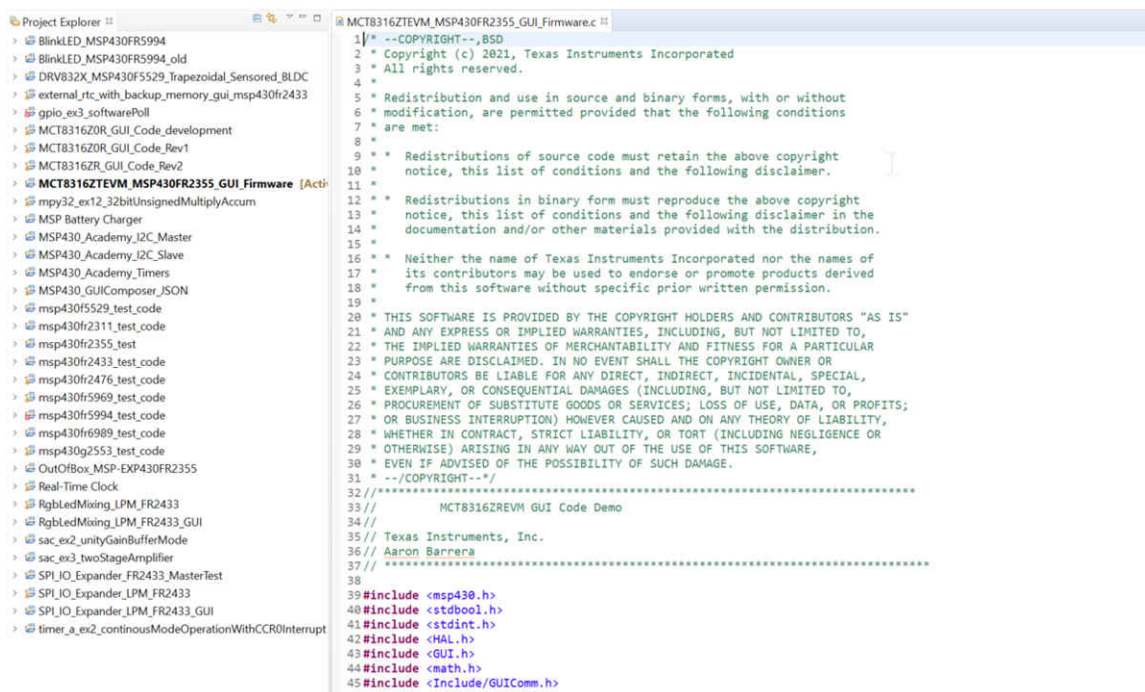 Project Explorer
BlinkLED_MSP430FR5994
BlinkLED_MSP430FR5994_old
DRV832X_MSP430F5529_Trapezoidal_Sensored_BLDC
external_rtc_with_backup_memory_gui_msp430fr2433
gpio_ex3_softwarePoll
MCT8316Z0R_GUI_Code_development
MCT8316Z0R_GUI_Code_Rev1
MCT8316ZR_GUI_Code_Rev2
MCT8316ZTEVM_MSP430FR2355_GUI_Firmware [Acti
mpy32_ex12_32bitUnsignedMultiplyAccum
MSP Battery Charger
MSP430_Academy_I2C_Master
MSP430_Academy_I2C_Slave
MSP430_Academy_Timers
MSP430_GUIComposer_JSON
msp430f5529_test_code
msp430fr2311_test_code
msp430fr2355_test
msp430fr2433_test_code
msp430fr2476_test_code
msp430fr5969_test_code
msp430fr5994_test_code
msp430fr6989_test_code
msp430g2553_test_code
OutOfBox_MSP-EXP430FR2355
Real-Time Clock
RgbLedMixing_LPM_FR2433
RgbLedMixing_LPM_FR2433_GUI
sac_ex2_unityGainBufferMode
sac_ex3_twoStageAmplifier
SPI_IO_Expander_FR2433_MasterTest
SPI_IO_Expander_LPM_FR2433
SPI_IO_Expander_LPM_FR2433_GUI
timer_a_ex2_continousModeOperationWithCCR0Interrupt
MCT8316ZTEVM_MSP430FR2355_GUI_Firmware.c
1 /* --COPYRIGHT--,BSD
2 * Copyright (c) 2021, Texas Instruments Incorporated
3 * All rights reserved.
4 *
5 * Redistribution and use in source and binary forms, with or without
6 * modification, are permitted provided that the following conditions
7 * are met:
8 *
9 * * Redistributions of source code must retain the above copyright
10 * notice, this list of conditions and the following disclaimer.
11 *
12 * * Redistributions in binary form must reproduce the above copyright
13 * notice, this list of conditions and the following disclaimer in the
14 * documentation and/or other materials provided with the distribution.
15 *
16 * * Neither the name of Texas Instruments Incorporated nor the names of
17 * its contributors may be used to endorse or promote products derived
18 * from this software without specific prior written permission.
19 *
20 * THIS SOFTWARE IS PROVIDED BY THE COPYRIGHT HOLDERS AND CONTRIBUTORS "AS IS"
21 * AND ANY EXPRESS OR IMPLIED WARRANTIES, INCLUDING, BUT NOT LIMITED TO,
22 * THE IMPLIED WARRANTIES OF MERCHANTABILITY AND FITNESS FOR A PARTICULAR
23 * PURPOSE ARE DISCLAIMED. IN NO EVENT SHALL THE COPYRIGHT OWNER OR
24 * CONTRIBUTORS BE LIABLE FOR ANY DIRECT, INDIRECT, INCIDENTAL, SPECIAL,
25 * EXEMPLARY, OR CONSEQUENTIAL DAMAGES (INCLUDING, BUT NOT LIMITED TO,
26 * PROCUREMENT OF SUBSTITUTE GOODS OR SERVICES; LOSS OF USE, DATA, OR PROFITS;
27 * OR BUSINESS INTERRUPTION) HOWEVER CAUSED AND ON ANY THEORY OF LIABILITY,
28 * WHETHER IN CONTRACT, STRICT LIABILITY, OR TORT (INCLUDING NEGLIGENCE OR
29 * OTHERWISE) ARISING IN ANY WAY OUT OF THE USE OF THIS SOFTWARE,
30 * EVEN IF ADVISED OF THE POSSIBILITY OF SUCH DAMAGE.
31 * --/COPYRIGHT--*/
32 //******************************************************************************
33 // MCT8316ZREVM GUI Code Demo
34 //
35 // Texas Instruments, Inc.
36 // Aaron Barrera
37 // ******************************************************************************
38
39 #include <msp430.h>
40 #include <stdbool.h>
41 #include <stdint.h>
42 #include <HAL.h>
43 #include <GUI.h>
44 #include <math.h>
45 #include <Include/GUIComm.h>